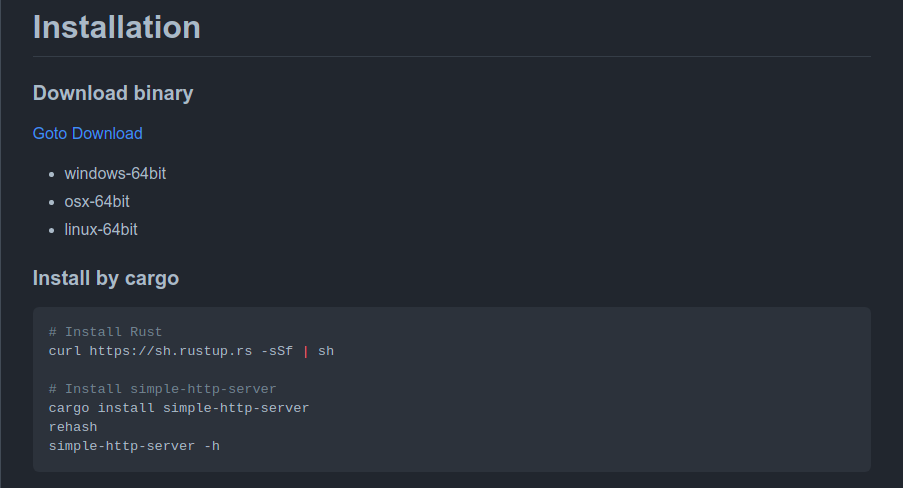 Installation
Download binary
Goto Download
windows-64bit
osx-64bit
linux-64bit
Install by cargo
# Install Rust
curl https://sh.rustup.rs -sSf | sh
# Install simple-http-server
cargo install simple-http-server
rehash
simple-http-server -h